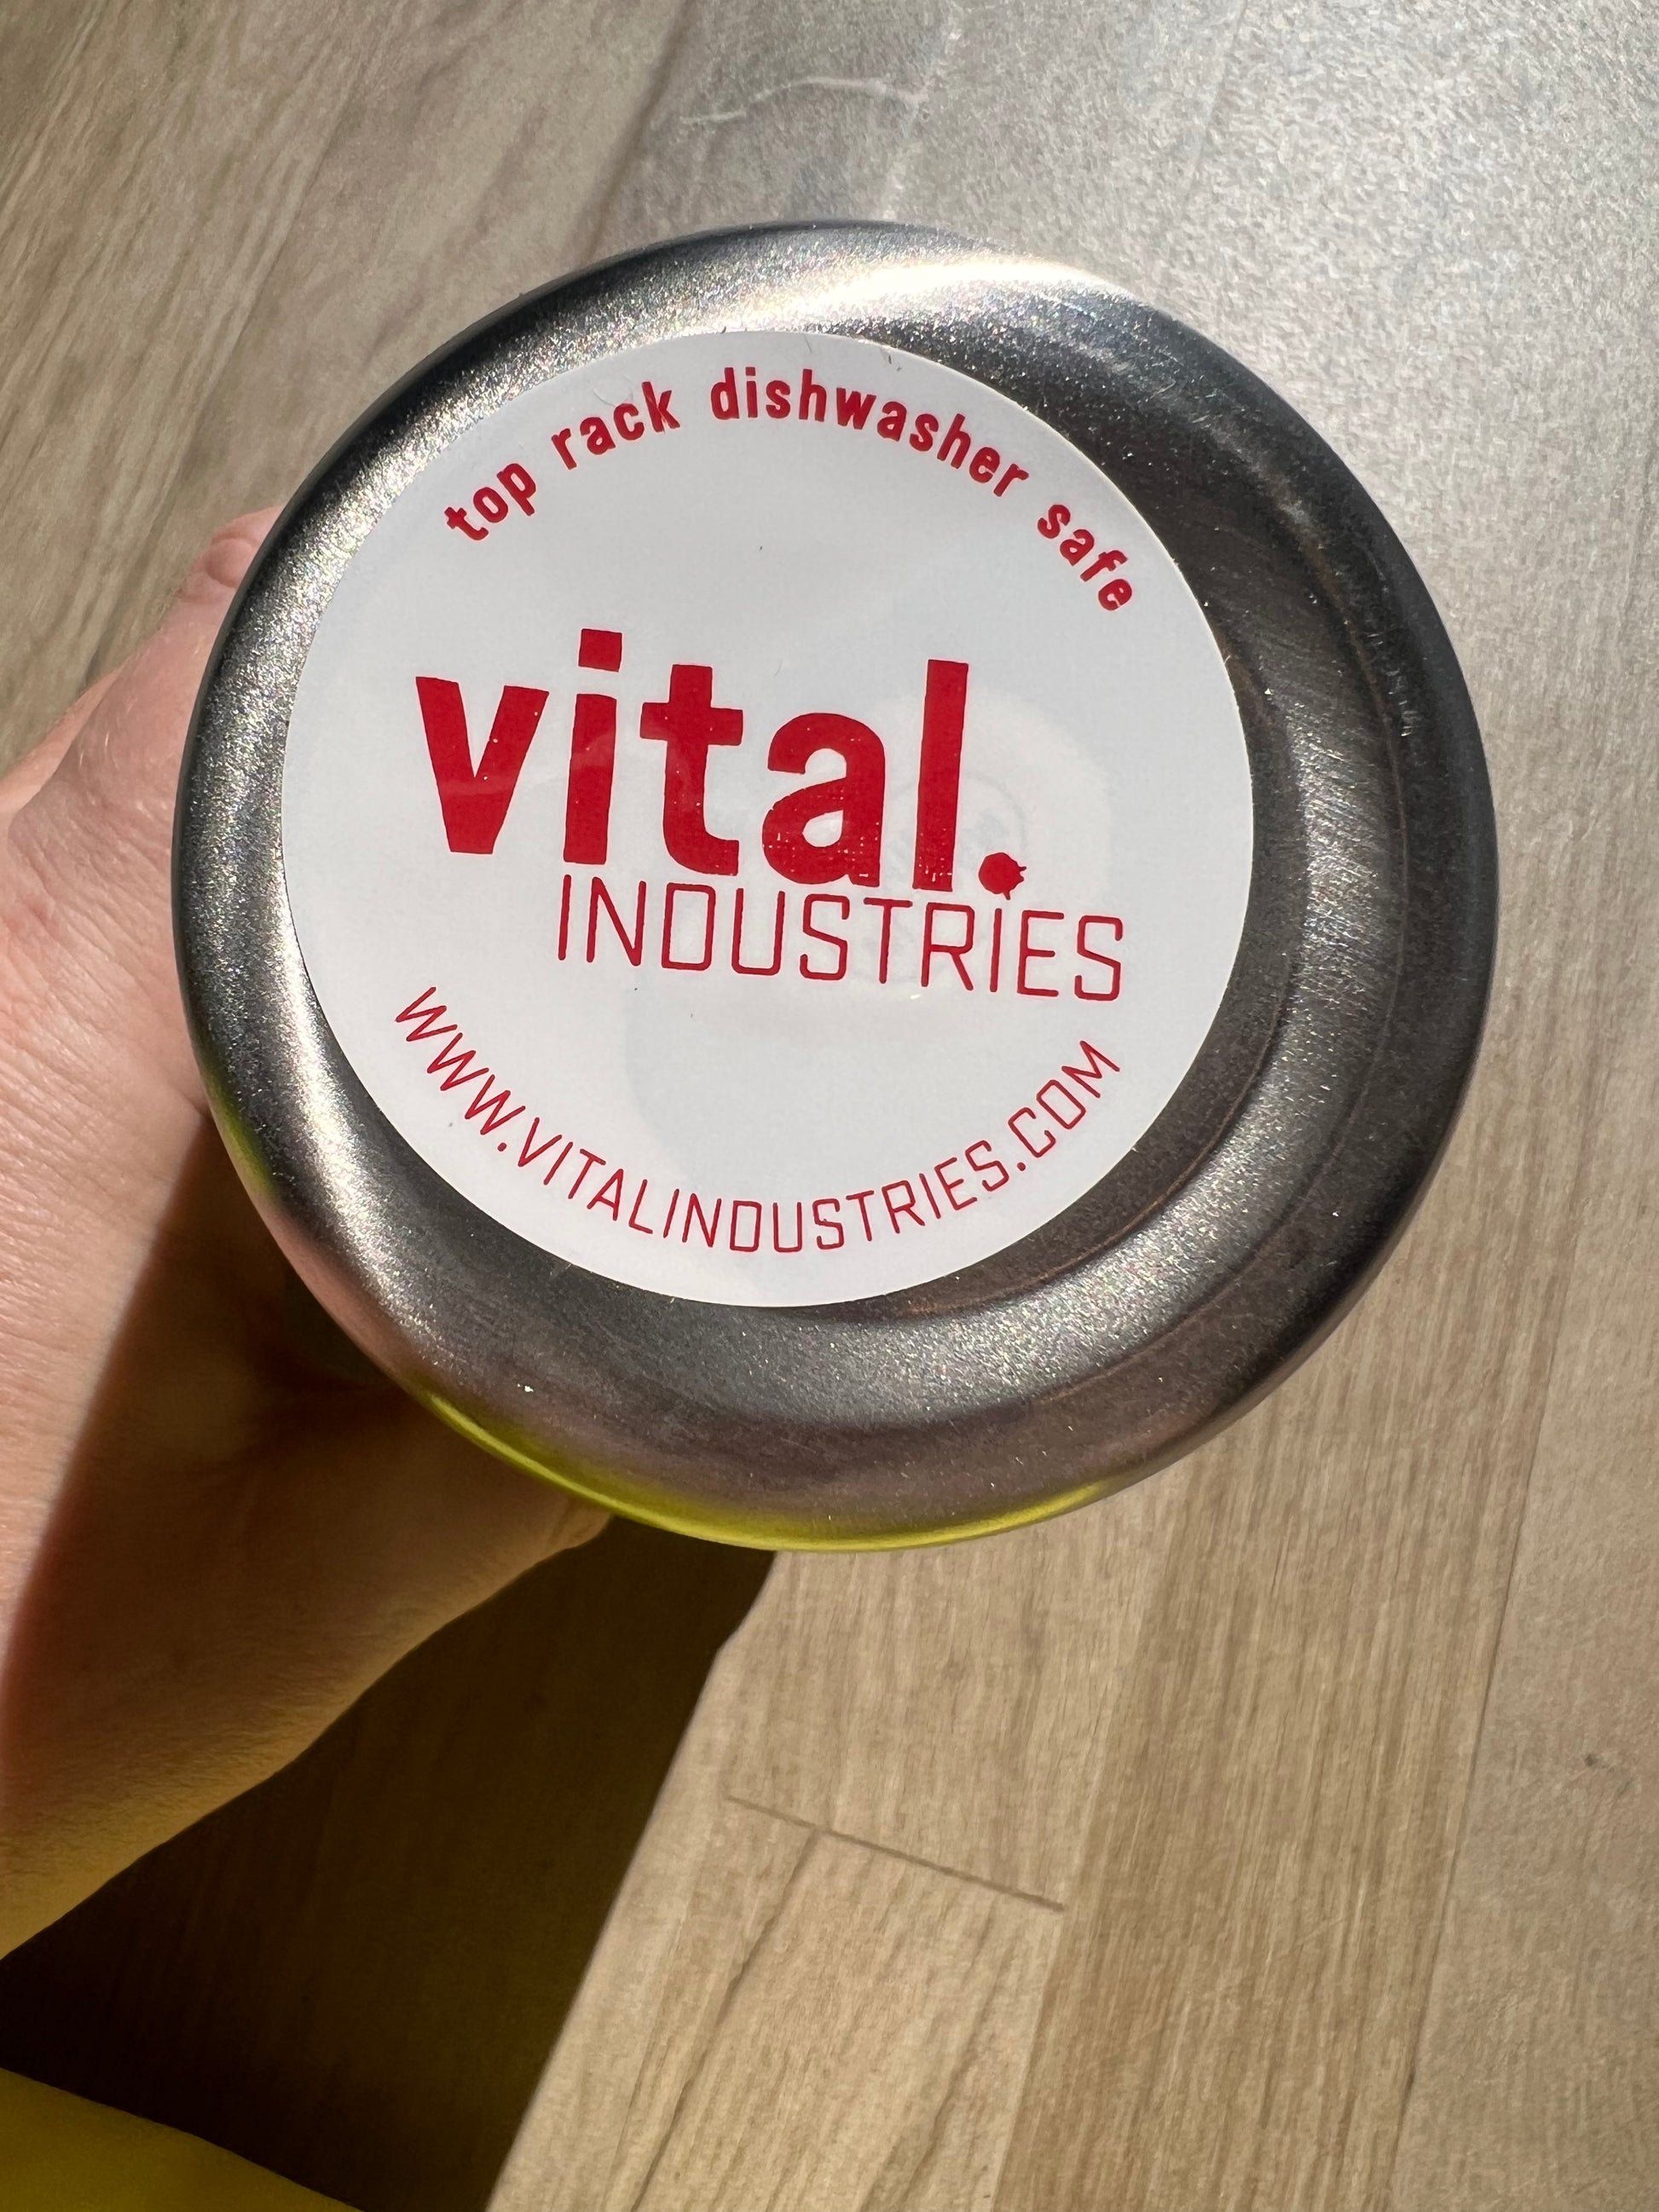 top rack dishwasher safe
vital.
INDUSTRIES
WWW.VITALINDUSTRIES.COM